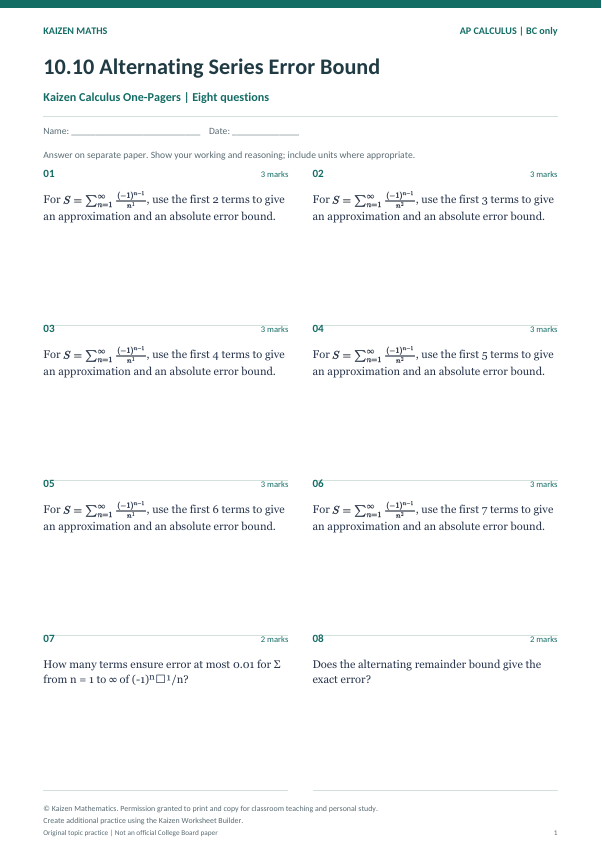 KAIZEN MATHS
AP CALCULUS | BC only
10.10 Alternating Series Error Bound
Kaizen Calculus One-Pagers | Eight questions
Name: ____________________________ Date: ______________
Answer on separate paper. Show your working and reasoning; include units where appropriate.
01 3 marks
For S = ∑_{n=1}^{∞} (-1)^{n-1}/n^1, use the first 2 terms to give
an approximation and an absolute error bound.
02 3 marks
For S = ∑_{n=1}^{∞} (-1)^{n-1}/n^2, use the first 3 terms to give
an approximation and an absolute error bound.
03 3 marks
For S = ∑_{n=1}^{∞} (-1)^{n-1}/n^1, use the first 4 terms to give
an approximation and an absolute error bound.
04 3 marks
For S = ∑_{n=1}^{∞} (-1)^{n-1}/n^2, use the first 5 terms to give
an approximation and an absolute error bound.
05 3 marks
For S = ∑_{n=1}^{∞} (-1)^{n-1}/n^1, use the first 6 terms to give
an approximation and an absolute error bound.
06 3 marks
For S = ∑_{n=1}^{∞} (-1)^{n-1}/n^2, use the first 7 terms to give
an approximation and an absolute error bound.
07 2 marks
How many terms ensure error at most 0.01 for Σ
from n = 1 to ∞ of (-1)ⁿ□¹/n?
08 2 marks
Does the alternating remainder bound give the
exact error?
© Kaizen Mathematics. Permission granted to print and copy for classroom teaching and personal study.
Create additional practice using the Kaizen Worksheet Builder.
Original topic practice | Not an official College Board paper
1